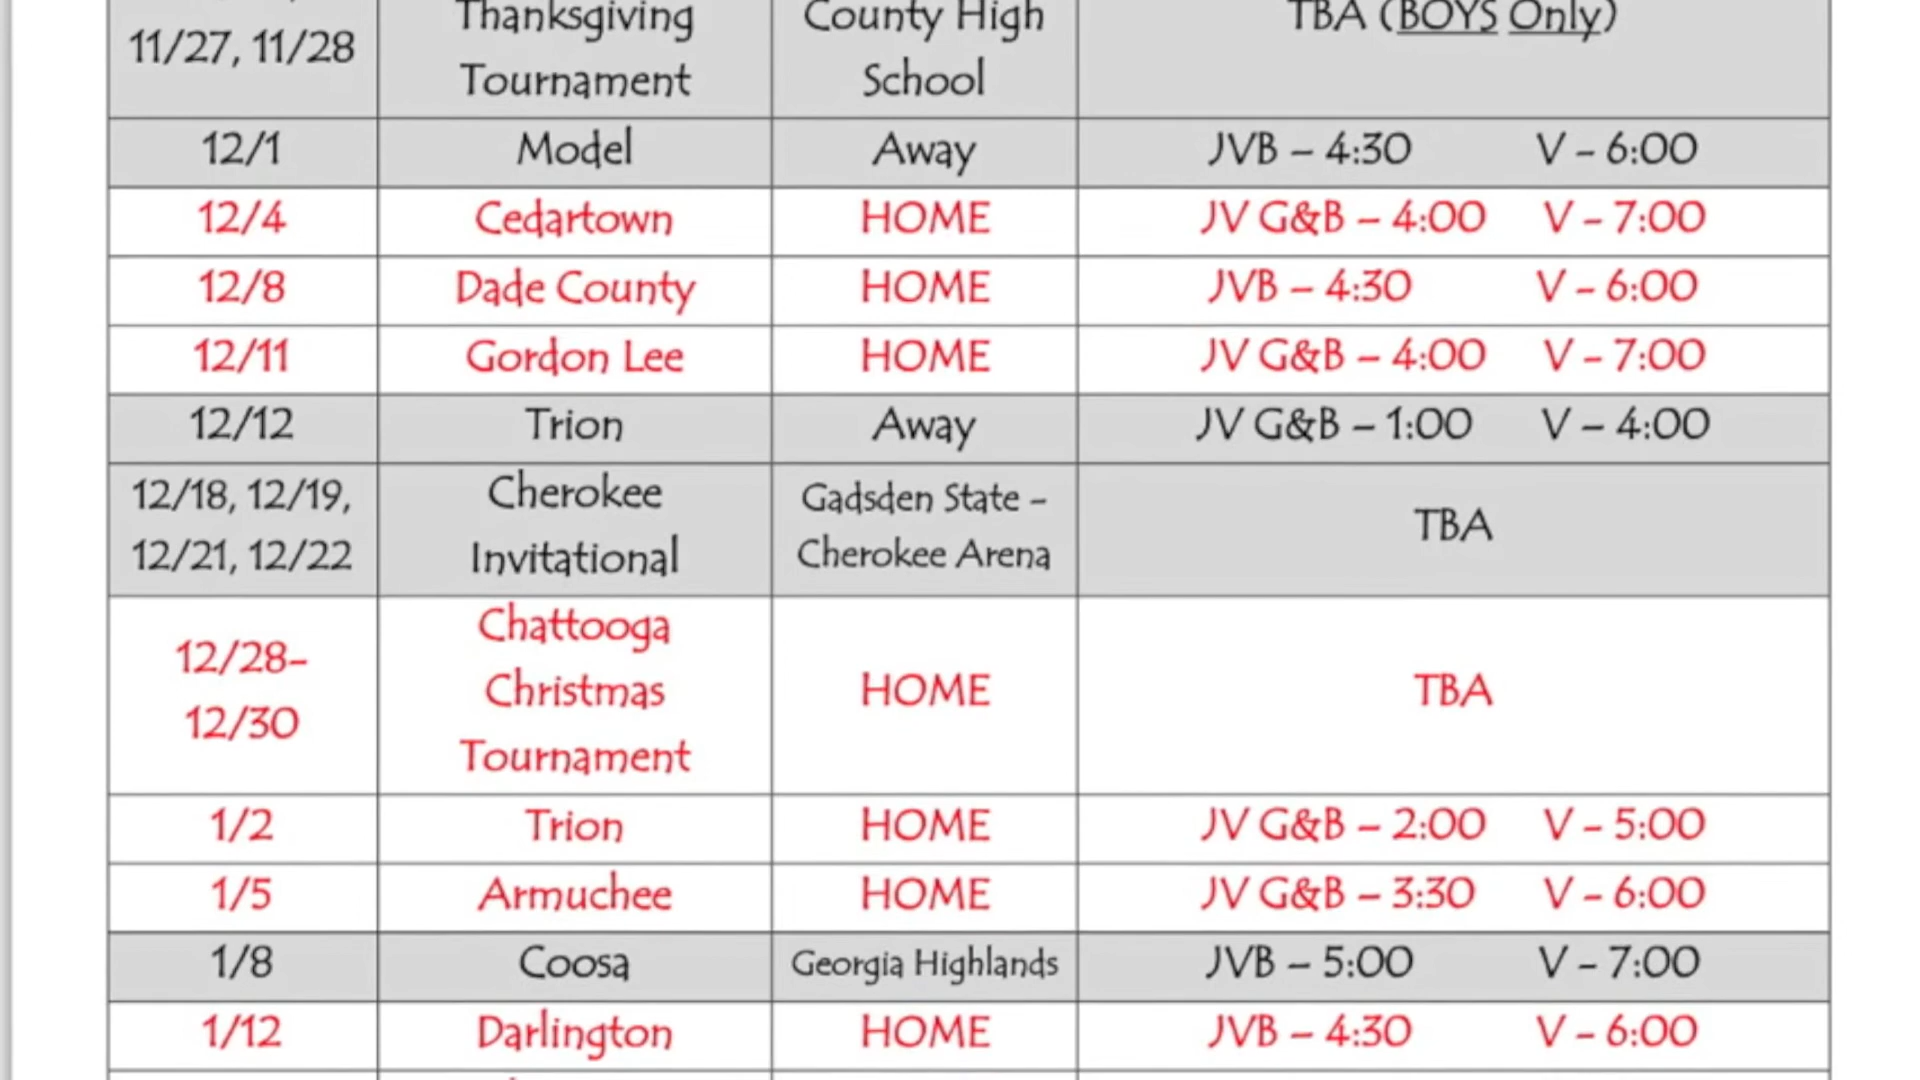 Thanksgiving County High TBA (BOYS Only)
11/27, 11/28
Tournament School
12/1 Model Away JVB – 4:30 V – 6:00
12/4 Cedartown HOME JV G&B – 4:00 V – 7:00
12/8 Dade County HOME JVB – 4:30 V – 6:00
12/11 Gordon Lee HOME JV G&B – 4:00 V – 7:00
12/12 Trion Away JV G&B – 1:00 V – 4:00
12/18, 12/19, Cherokee Gadsden State –
TBA
12/21, 12/22 Invitational Cherokee Arena
Chattooga
12/28-
Christmas HOME TBA
12/30
Tournament
1/2 Trion HOME JV G&B – 2:00 V – 5:00
1/5 Armuchee HOME JV G&B – 3:30 V – 6:00
1/8 Coosa Georgia Highlands JVB – 5:00 V – 7:00
1/12 Darlington HOME JVB – 4:30 V – 6:00